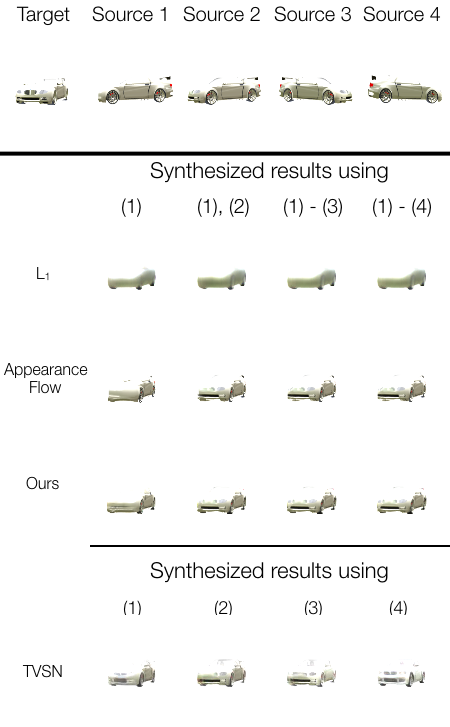 Target Source 1 Source 2 Source 3 Source 4
Synthesized results using
(1) (1), (2) (1) - (3) (1) - (4)
L₁
Appearance
Flow
Ours
Synthesized results using
(1) (2) (3) (4)
TVSN